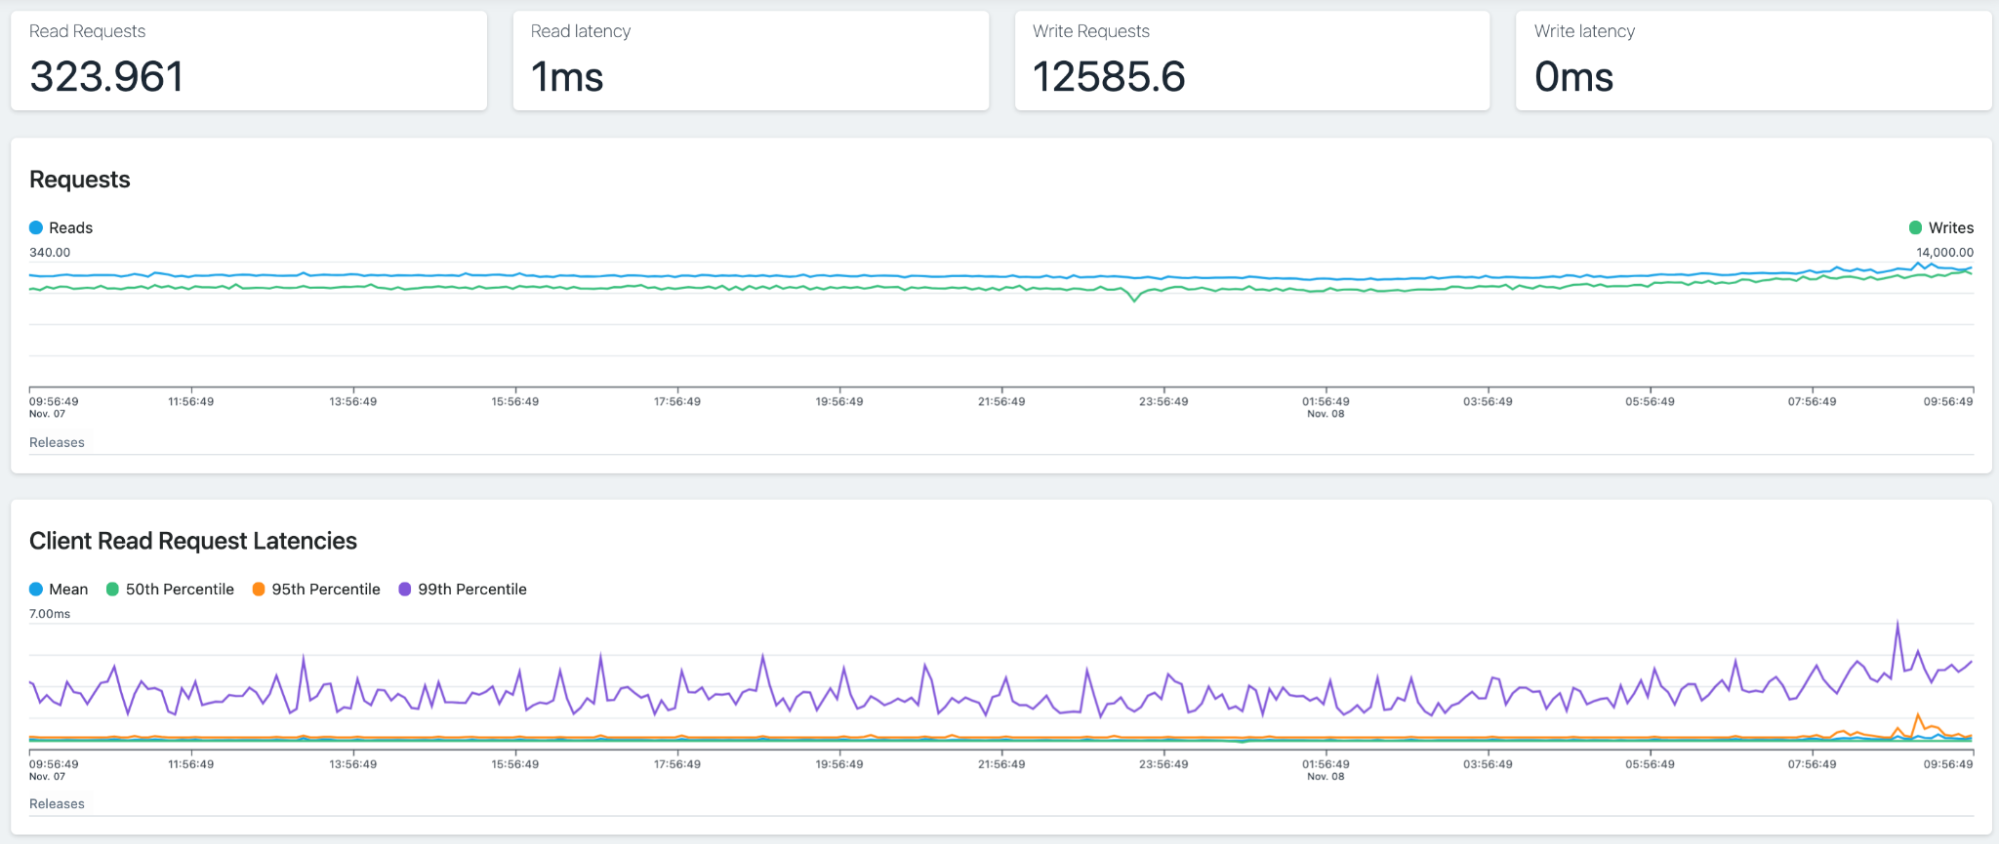 Read Requests
323.961
Read latency
1ms
Write Requests
12585.6
Write latency
0ms
Requests
Reads
Writes
340.00
14,000.00
09:56:49 11:56:49 13:56:49 15:56:49 17:56:49 19:56:49 21:56:49 23:56:49 01:56:49 03:56:49 05:56:49 07:56:49 09:56:49
Nov. 07 Nov. 08
Releases
Client Read Request Latencies
Mean 50th Percentile 95th Percentile 99th Percentile
7.00ms
09:56:49 11:56:49 13:56:49 15:56:49 17:56:49 19:56:49 21:56:49 23:56:49 01:56:49 03:56:49 05:56:49 07:56:49 09:56:49
Nov. 07 Nov. 08
Releases